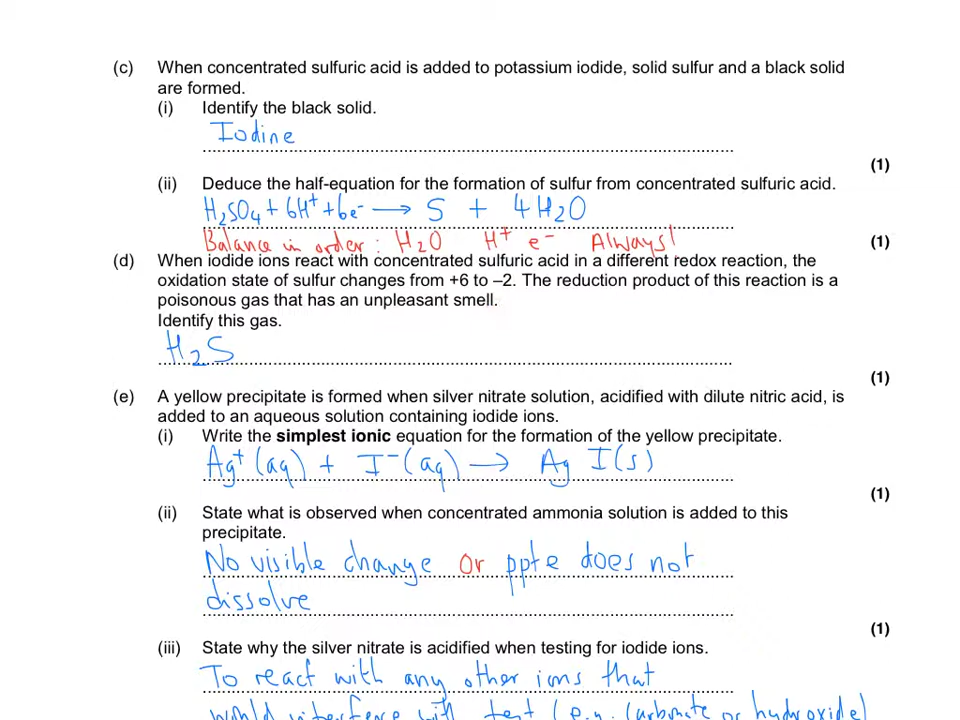 (c) When concentrated sulfuric acid is added to potassium iodide, solid sulfur and a black solid
are formed.
(i) Identify the black solid.
Iodine
(1)
(ii) Deduce the half-equation for the formation of sulfur from concentrated sulfuric acid.
H₂SO₄ + 6H⁺ + 6e⁻ → S + 4H₂O
Balance in order: H₂O H⁺ e⁻ Always!
(1)
(d) When iodide ions react with concentrated sulfuric acid in a different redox reaction, the
oxidation state of sulfur changes from +6 to –2. The reduction product of this reaction is a
poisonous gas that has an unpleasant smell.
Identify this gas.
H₂S
(1)
(e) A yellow precipitate is formed when silver nitrate solution, acidified with dilute nitric acid, is
added to an aqueous solution containing iodide ions.
(i) Write the simplest ionic equation for the formation of the yellow precipitate.
Ag⁺(aq) + I⁻(aq) → AgI(s)
(1)
(ii) State what is observed when concentrated ammonia solution is added to this
precipitate.
No visible change Or ppte does not
dissolve
(1)
(iii) State why the silver nitrate is acidified when testing for iodide ions.
To react with any other ions that
would interfere with test (e.g. carbonate or hydroxide)